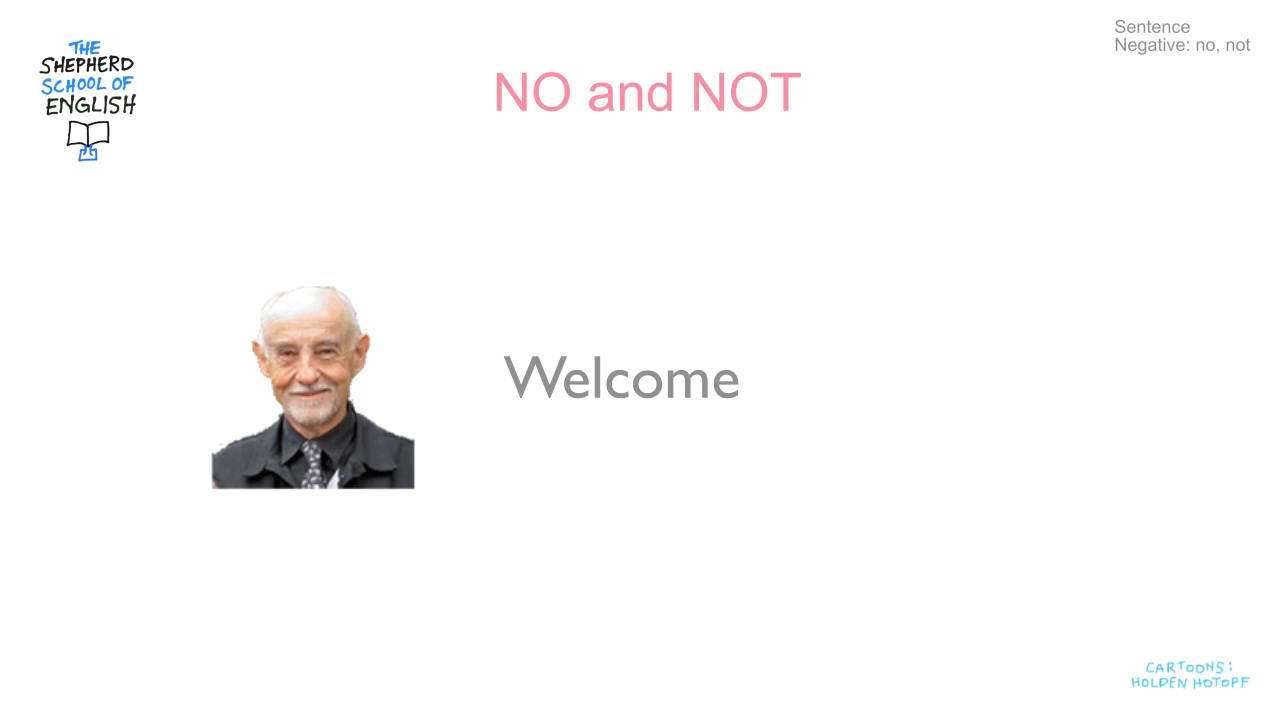 THE
SHEPHERD
SCHOOL OF
ENGLISH
Sentence
Negative: no, not
NO and NOT
Welcome
CARTOONS:
HOLDEN HOTOPF